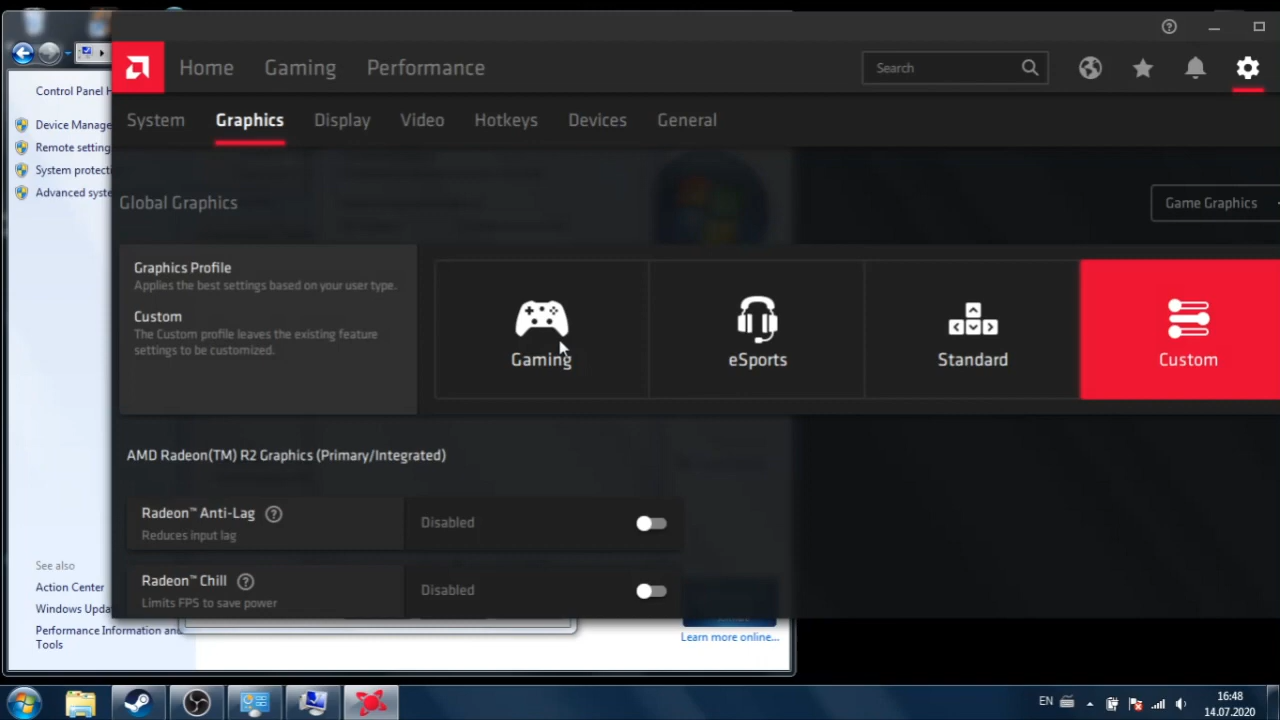 Home
Gaming
Performance
Search
Control Panel H
System
Graphics
Display
Video
Hotkeys
Devices
General
Device Manage
Remote setting
System protecti
Advanced syste
Global Graphics
Game Graphics
Graphics Profile
Applies the best settings based on your user type.
Custom
The Custom profile leaves the existing feature
settings to be customized.
Gaming
eSports
Standard
Custom
AMD Radeon(TM) R2 Graphics (Primary/Integrated)
Radeon™ Anti-Lag
Reduces input lag
Disabled
Radeon™ Chill
Limits FPS to save power
Disabled
See also
Action Center
Windows Upda
Performance Information and
Tools
Learn more online...
EN
16:48
14.07.2020